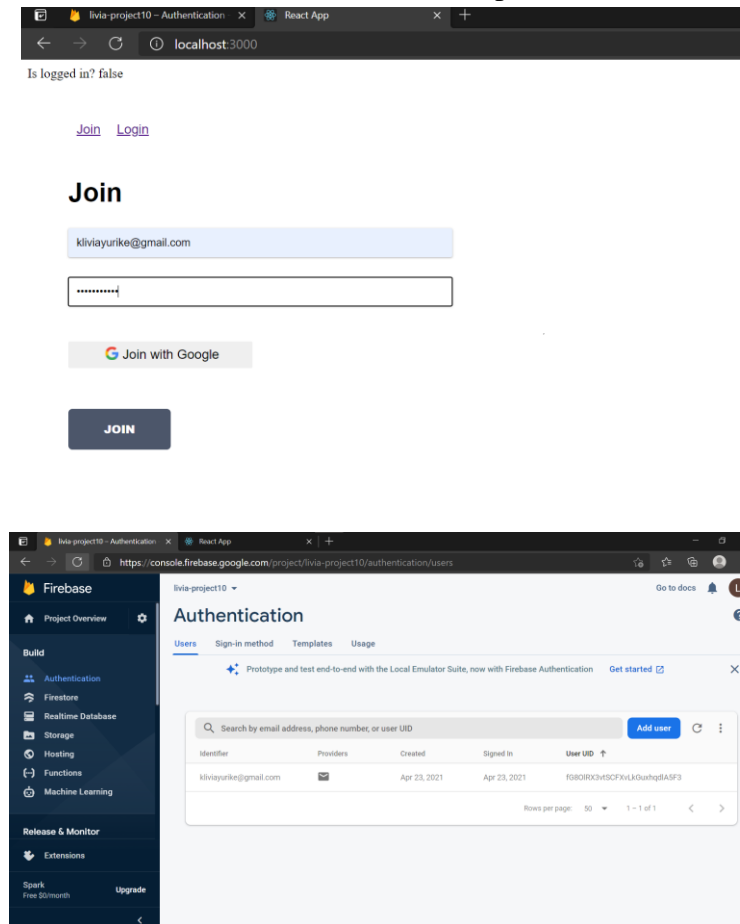 livia-project10 – Authentication
React App
localhost:3000
Is logged in? false
Join Login
Join
kliviayurike@gmail.com
Join with Google
JOIN
livia-project10 – Authentication
React App
https://console.firebase.google.com/project/livia-project10/authentication/users
Firebase
livia-project10
Go to docs
L
Project Overview
Authentication
Users Sign-in method Templates Usage
Build
Prototype and test end-to-end with the Local Emulator Suite, now with Firebase Authentication Get started
Authentication
Firestore
Realtime Database
Storage
Hosting
Functions
Machine Learning
Search by email address, phone number, or user UID
Add user
Identifier Providers Created Signed In User UID
kliviayurike@gmail.com Apr 23, 2021 Apr 23, 2021
Rows per page: 50 1 – 1 of 1
Release & Monitor
Extensions
Spark
Free $0/month
Upgrade